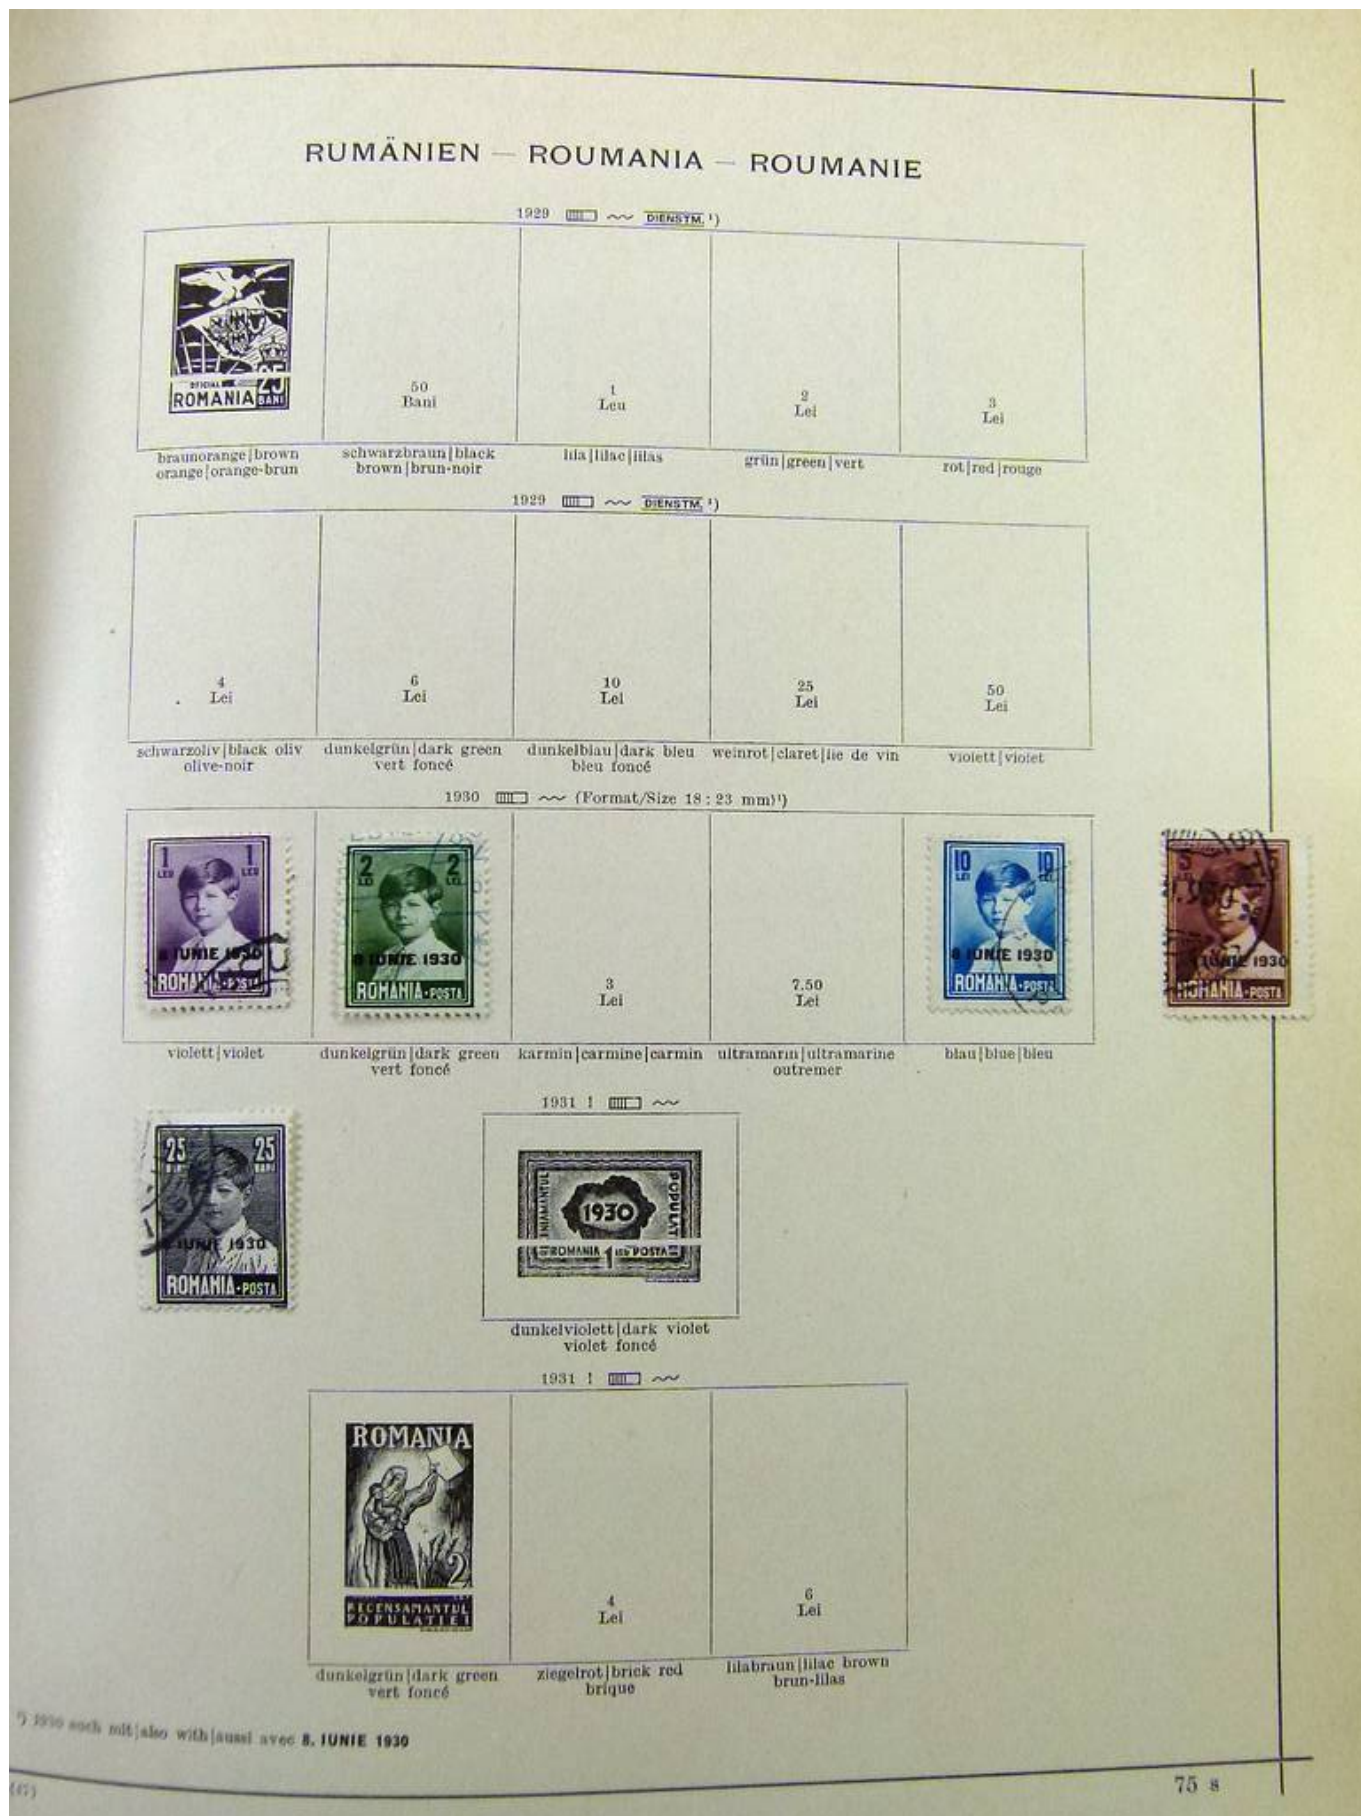 RUMÄNIEN — ROUMANIA — ROUMANIE
1929 DIENSTM. ¹)
OFICIAL
25
ROMANIA BANI
50
Bani
1
Leu
2
Lei
3
Lei
braunorange|brown
orange|orange-brun
schwarzbraun|black
brown|brun-noir
lila|lilac|lilas
grün|green|vert
rot|red|rouge
1929 DIENSTM. ¹)
4
Lei
6
Lei
10
Lei
25
Lei
50
Lei
schwarzoliv|black oliv
olive-noir
dunkelgrün|dark green
vert foncé
dunkelblau|dark bleu
bleu foncé
weinrot|claret|lie de vin
violett|violet
1930 (Format/Size 18 : 23 mm)¹)
1 1
LEU LEU
8 IUNIE 1930
ROMANIA·POSTA
2 2
LEI LEI
8 IUNIE 1930
ROMANIA·POSTA
3
Lei
7.50
Lei
10 10
LEI LEI
8 IUNIE 1930
ROMANIA·POSTA
5 5
IUNIE 1930
ROMANIA·POSTA
violett|violet
dunkelgrün|dark green
vert foncé
karmin|carmine|carmin
ultramarin|ultramarine
outremer
blau|blue|bleu
25 25
BANI BANI
8 IUNIE 1930
ROMANIA·POSTA
1931 !
POPULATIEI
1930
ROMANIA 1 LEU POSTA
dunkelviolett|dark violet
violet foncé
1931 !
ROMANIA
2
RECENSAMANTUL
POPULATIEI
4
Lei
6
Lei
dunkelgrün|dark green
vert foncé
ziegelrot|brick red
brique
lilabraun|lilac brown
brun-lilas
¹) 1930 auch mit|also with|aussi avec 8. IUNIE 1930
75 s